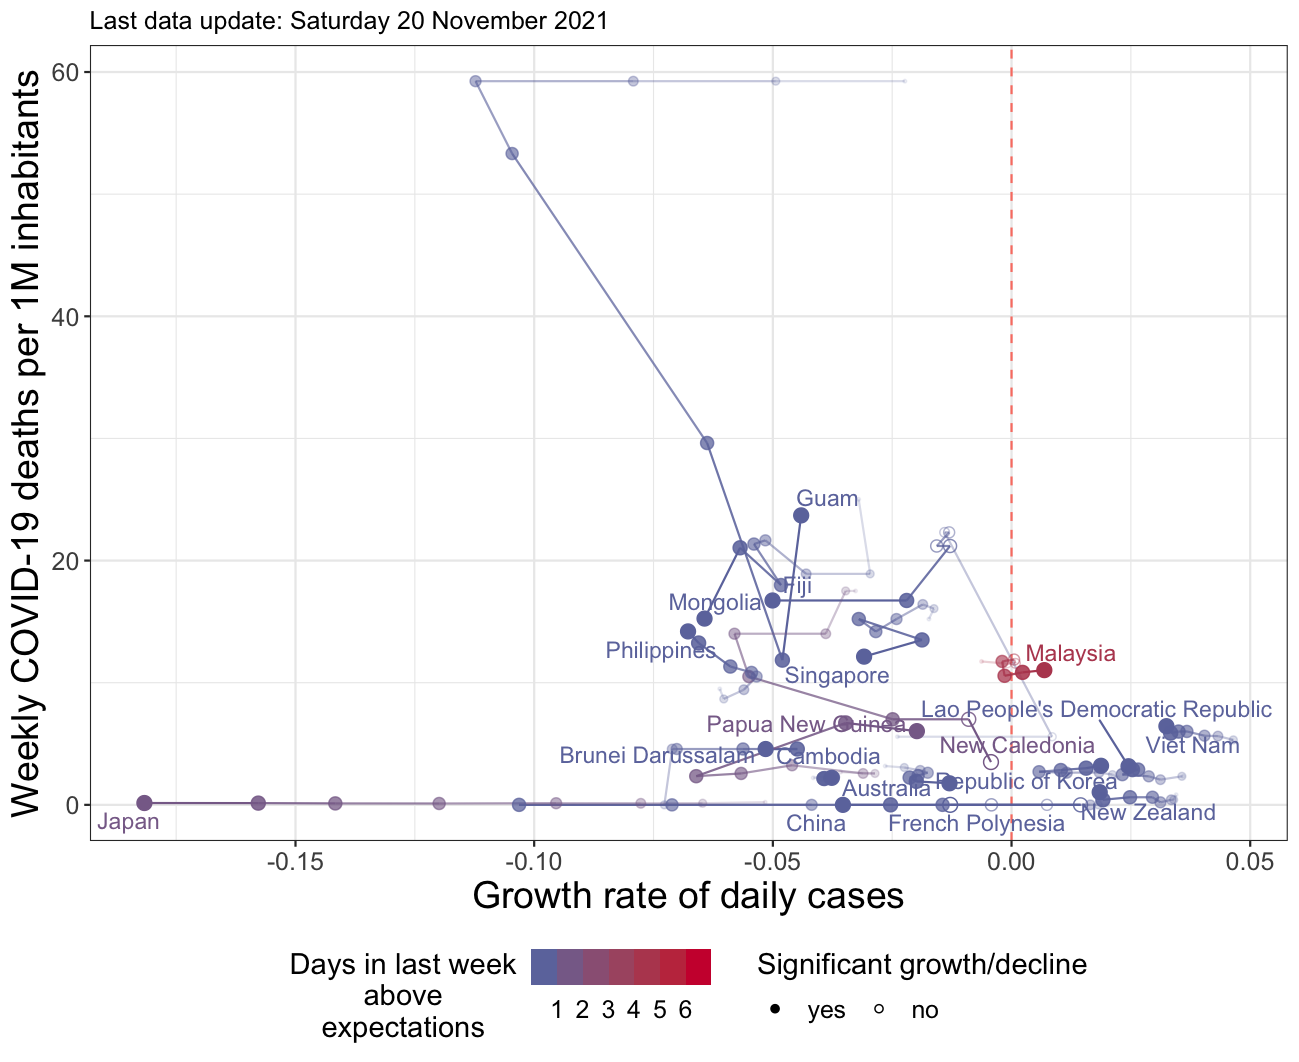 Last data update: Saturday 20 November 2021
Weekly COVID-19 deaths per 1M inhabitants
60
40
20
0
Guam
Fiji
Mongolia
Philippines
Malaysia
Singapore
Lao People's Democratic Republic
Papua New Guinea
New Caledonia
Viet Nam
Brunei Darussalam
Cambodia
Republic of Korea
Australia
New Zealand
Japan
China
French Polynesia
-0.15
-0.10
-0.05
0.00
0.05
Growth rate of daily cases
Days in last week
above
expectations
1 2 3 4 5 6
Significant growth/decline
yes no